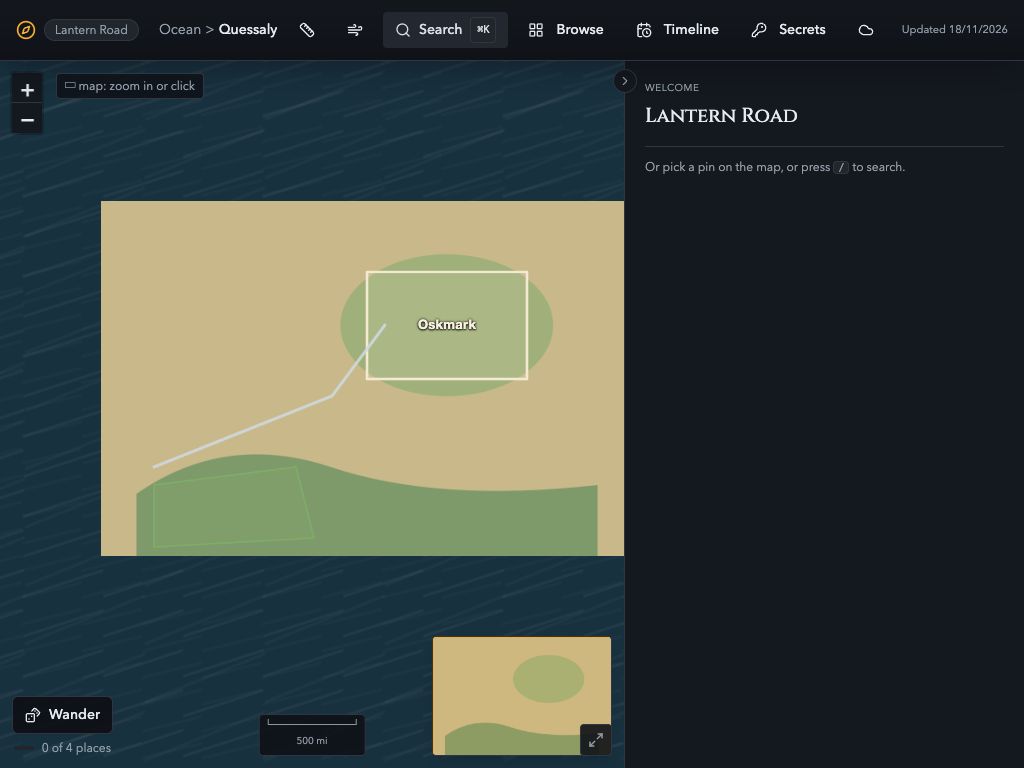 Lantern Road
Ocean > Quessaly
Search ⌘K
Browse
Timeline
Secrets
Updated 18/11/2026
+
−
map: zoom in or click
WELCOME
Lantern Road
Or pick a pin on the map, or press / to search.
Oskmark
Wander
0 of 4 places
500 mi